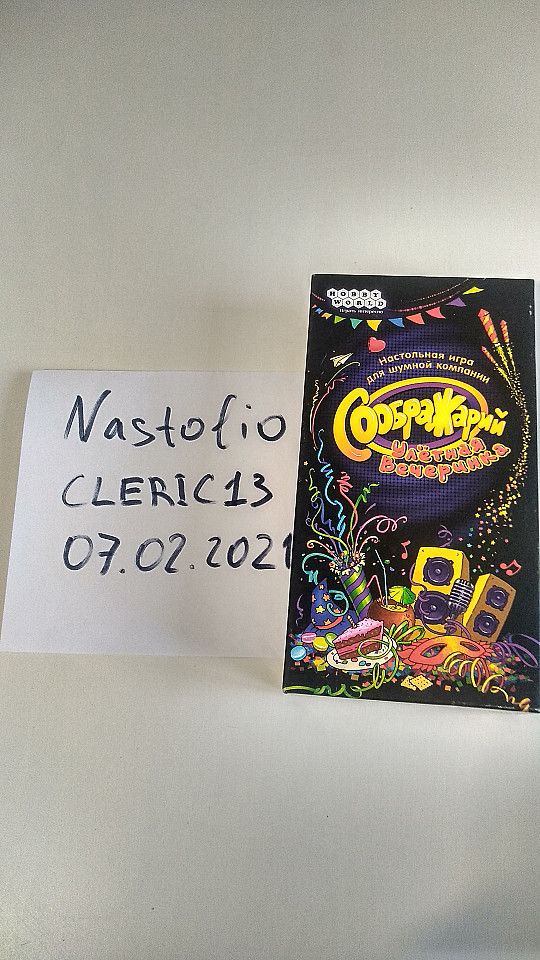 Nastolio
CLERIC13
07.02.2021
HOBBY
WORLD
Играть интересно
Настольная игра
для шумной компании
Соображарий
Улётная
Вечеринка